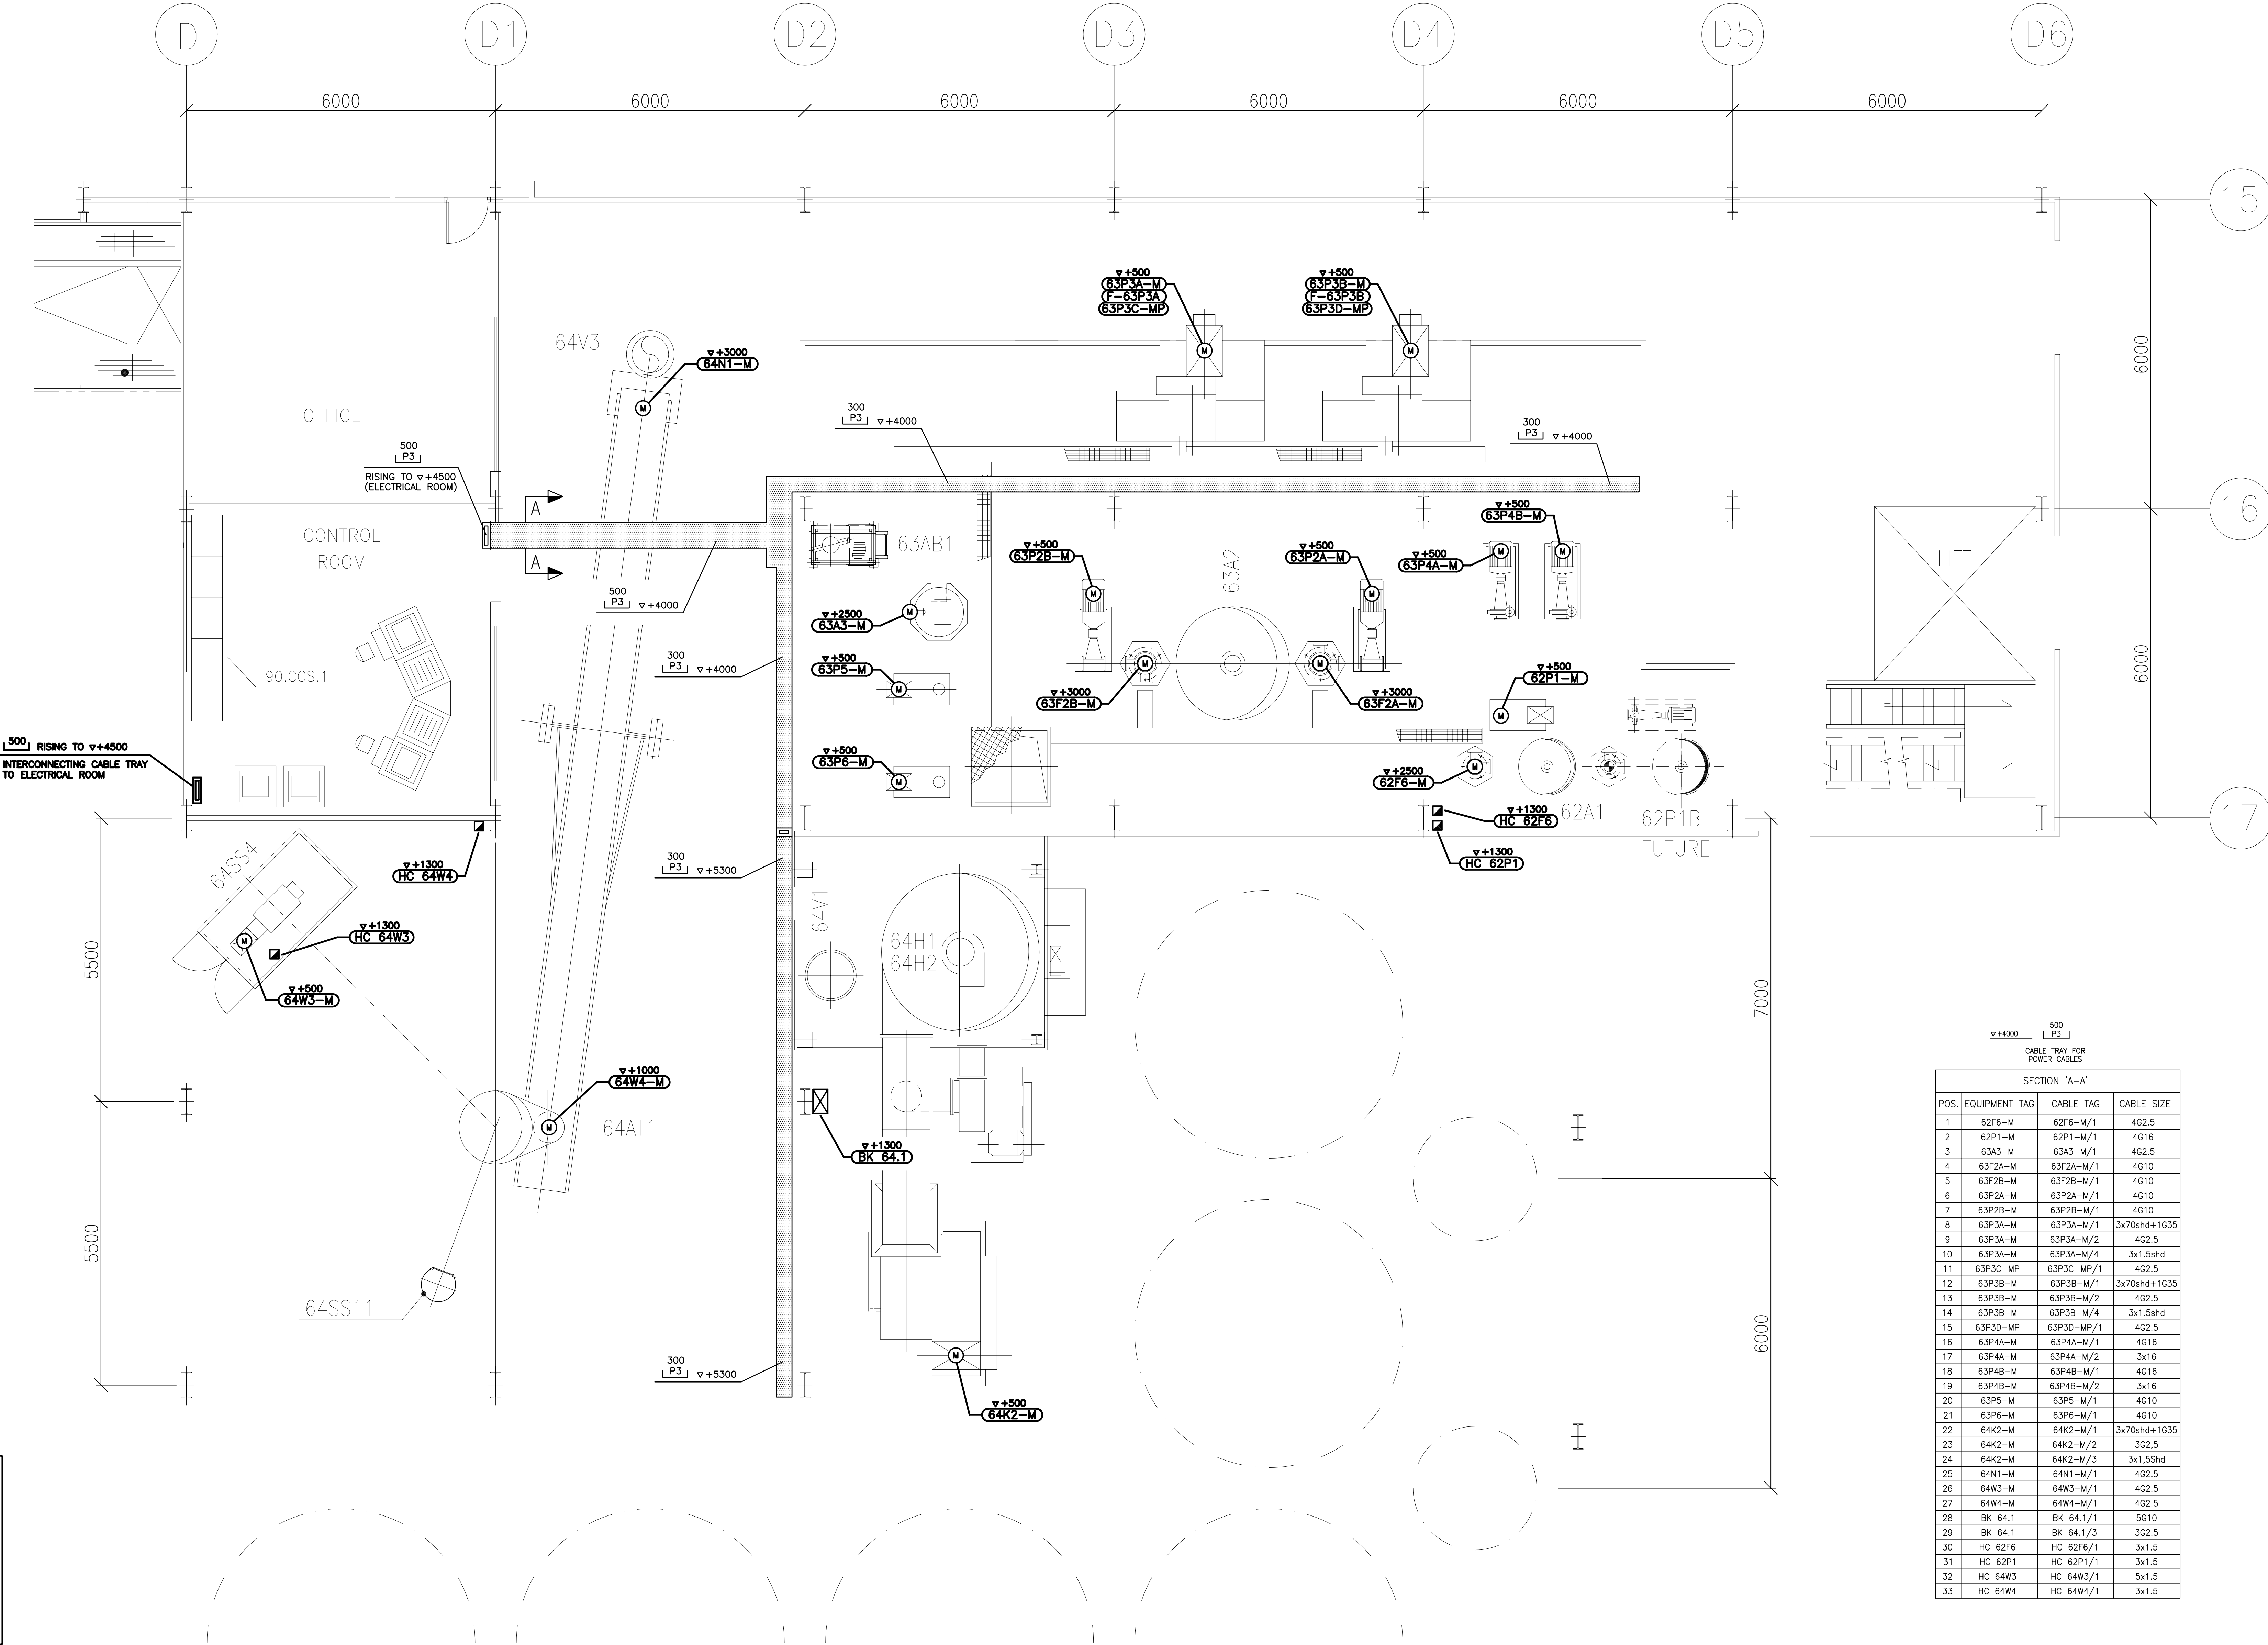 D D1 D2 D3 D4 D5 D6
6000 6000 6000 6000 6000 6000
15
▽+500
63P3A-M
F-63P3A
63P3C-MP
▽+500
63P3B-M
F-63P3B
63P3D-MP
64V3
▽+3000
64N1-M
6000
OFFICE
300
P3 ▽+4000
300
P3 ▽+4000
500
P3
RISING TO ▽+4500
(ELECTRICAL ROOM)
A
A
16
CONTROL
ROOM
63AB1
▽+500
63P2B-M
63A2
▽+500
63P2A-M
▽+500
63P4A-M
▽+500
63P4B-M
LIFT
500
P3 ▽+4000
▽+2500
63A3-M
300
P3 ▽+4000
▽+500
63P5-M
▽+3000
63F2B-M
▽+3000
63F2A-M
▽+500
62P1-M
6000
90.CCS.1
500 RISING TO ▽+4500
INTERCONNECTING CABLE TRAY
TO ELECTRICAL ROOM
▽+500
63P6-M
▽+2500
62F6-M
▽+1300
HC 62F6
62A1
62P1B
FUTURE
17
▽+1300
HC 62P1
64SS4
▽+1300
HC 64W4
300
P3 ▽+5300
64V1
64H1
64H2
▽+1300
HC 64W3
▽+500
64W3-M
5500
7000
▽+1000
64W4-M
64AT1
▽+1300
BK 64.1
5500
64SS11
6000
300
P3 ▽+5300
▽+500
64K2-M
▽+4000 500
P3
CABLE TRAY FOR
POWER CABLES
SECTION 'A-A'
POS. EQUIPMENT TAG CABLE TAG CABLE SIZE
1 62F6-M 62F6-M/1 4G2.5
2 62P1-M 62P1-M/1 4G16
3 63A3-M 63A3-M/1 4G2.5
4 63F2A-M 63F2A-M/1 4G10
5 63F2B-M 63F2B-M/1 4G10
6 63P2A-M 63P2A-M/1 4G10
7 63P2B-M 63P2B-M/1 4G10
8 63P3A-M 63P3A-M/1 3x70shd+1G35
9 63P3A-M 63P3A-M/2 4G2.5
10 63P3A-M 63P3A-M/4 3x1.5shd
11 63P3C-MP 63P3C-MP/1 4G2.5
12 63P3B-M 63P3B-M/1 3x70shd+1G35
13 63P3B-M 63P3B-M/2 4G2.5
14 63P3B-M 63P3B-M/4 3x1.5shd
15 63P3D-MP 63P3D-MP/1 4G2.5
16 63P4A-M 63P4A-M/1 4G16
17 63P4A-M 63P4A-M/2 3x16
18 63P4B-M 63P4B-M/1 4G16
19 63P4B-M 63P4B-M/2 3x16
20 63P5-M 63P5-M/1 4G10
21 63P6-M 63P6-M/1 4G10
22 64K2-M 64K2-M/1 3x70shd+1G35
23 64K2-M 64K2-M/2 3G2,5
24 64K2-M 64K2-M/3 3x1,5Shd
25 64N1-M 64N1-M/1 4G2.5
26 64W3-M 64W3-M/1 4G2.5
27 64W4-M 64W4-M/1 4G2.5
28 BK 64.1 BK 64.1/1 5G10
29 BK 64.1 BK 64.1/3 3G2.5
30 HC 62F6 HC 62F6/1 3x1.5
31 HC 62P1 HC 62P1/1 3x1.5
32 HC 64W3 HC 64W3/1 5x1.5
33 HC 64W4 HC 64W4/1 3x1.5